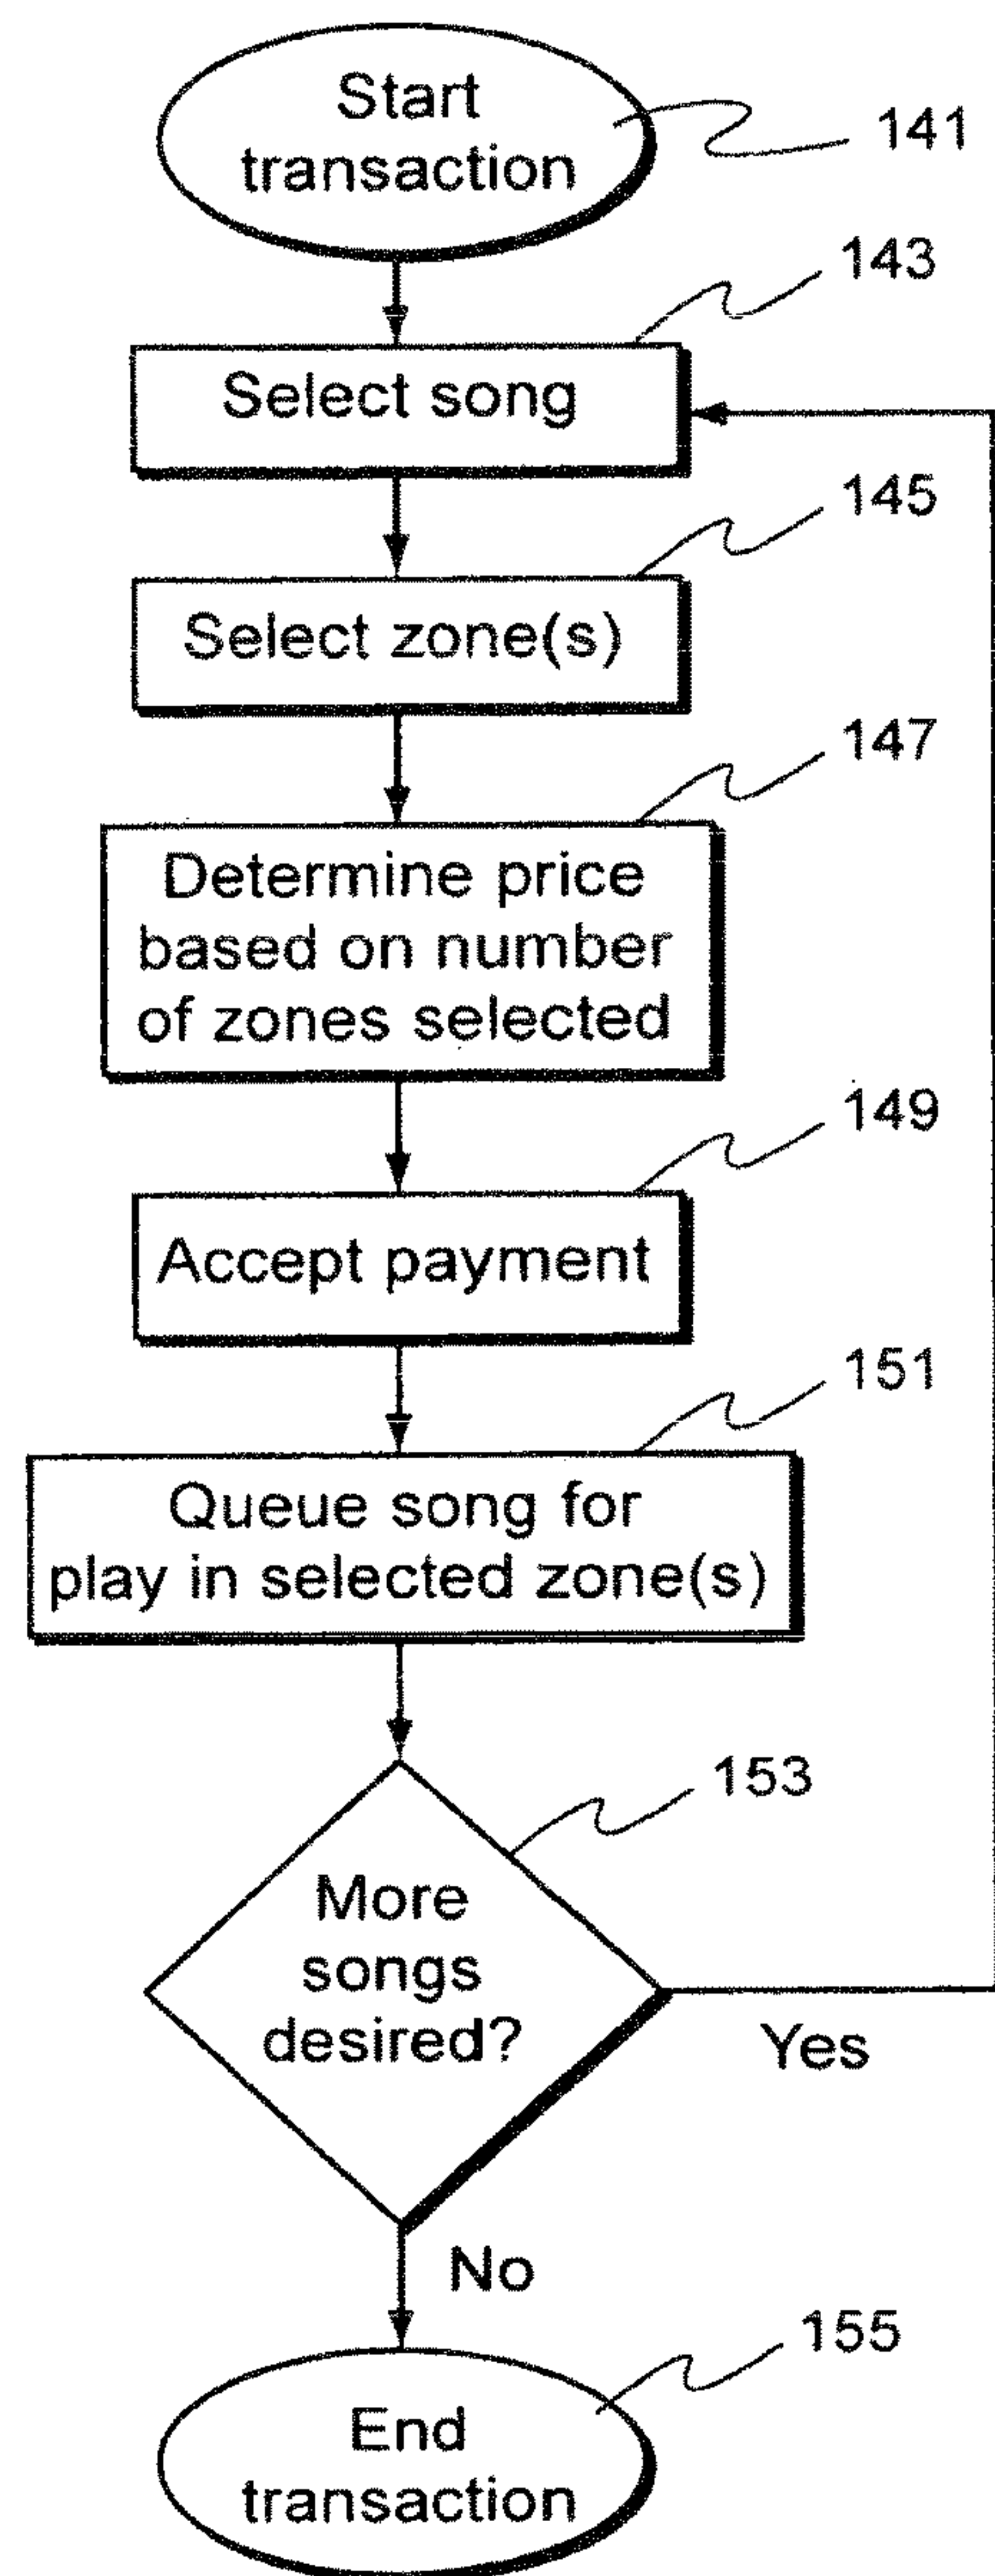 Start
transaction
141
143
Select song
145
Select zone(s)
147
Determine price
based on number
of zones selected
149
Accept payment
151
Queue song for
play in selected zone(s)
153
More
songs
desired?
Yes
No
155
End
transaction